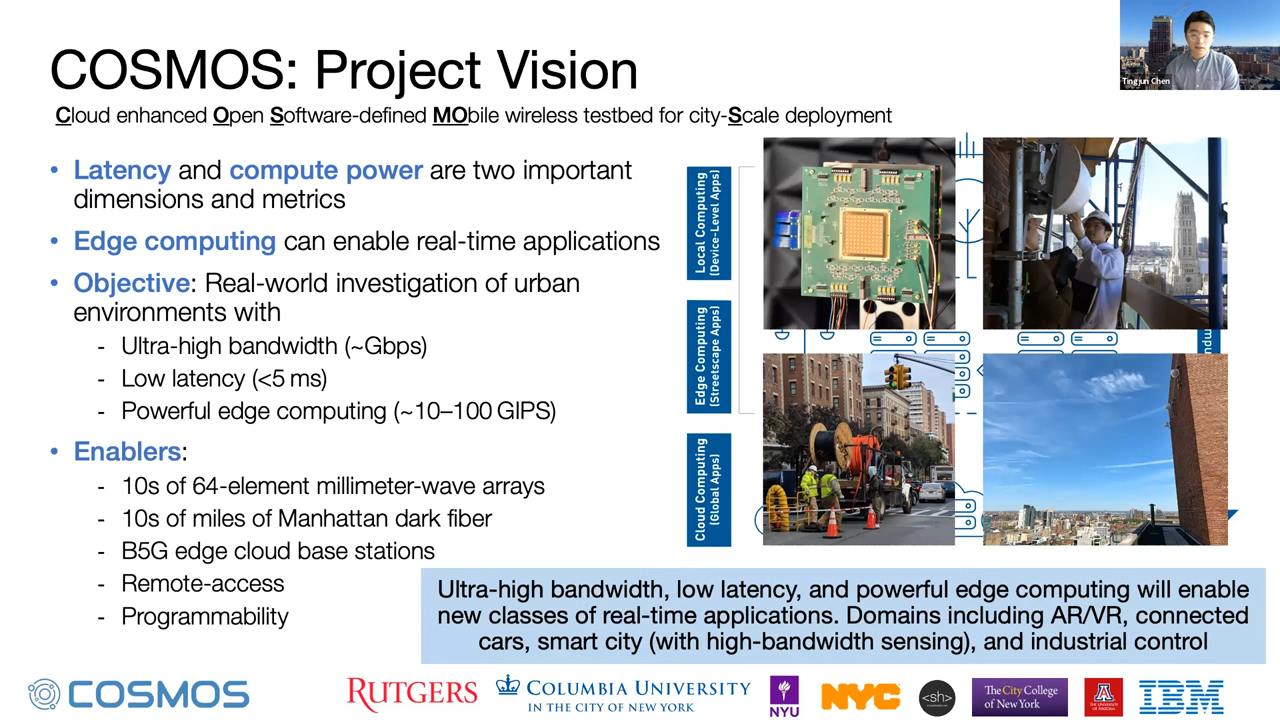 COSMOS: Project Vision
Cloud enhanced Open Software-defined MObile wireless testbed for city-Scale deployment
Tingjun Chen
• Latency and compute power are two important
dimensions and metrics
• Edge computing can enable real-time applications
• Objective: Real-world investigation of urban
environments with
- Ultra-high bandwidth (~Gbps)
- Low latency (<5 ms)
- Powerful edge computing (~10–100 GIPS)
• Enablers:
- 10s of 64-element millimeter-wave arrays
- 10s of miles of Manhattan dark fiber
- B5G edge cloud base stations
- Remote-access
- Programmability
Local Computing
(Device-Level Apps)
Edge Computing
(Streetscape Apps)
Cloud Computing
(Global Apps)
Ultra-high bandwidth, low latency, and powerful edge computing will enable
new classes of real-time applications. Domains including AR/VR, connected
cars, smart city (with high-bandwidth sensing), and industrial control
COSMOS
RUTGERS
COLUMBIA UNIVERSITY
IN THE CITY OF NEW YORK
NYU
NYC
<sh>
The City College
of New York
A
IBM